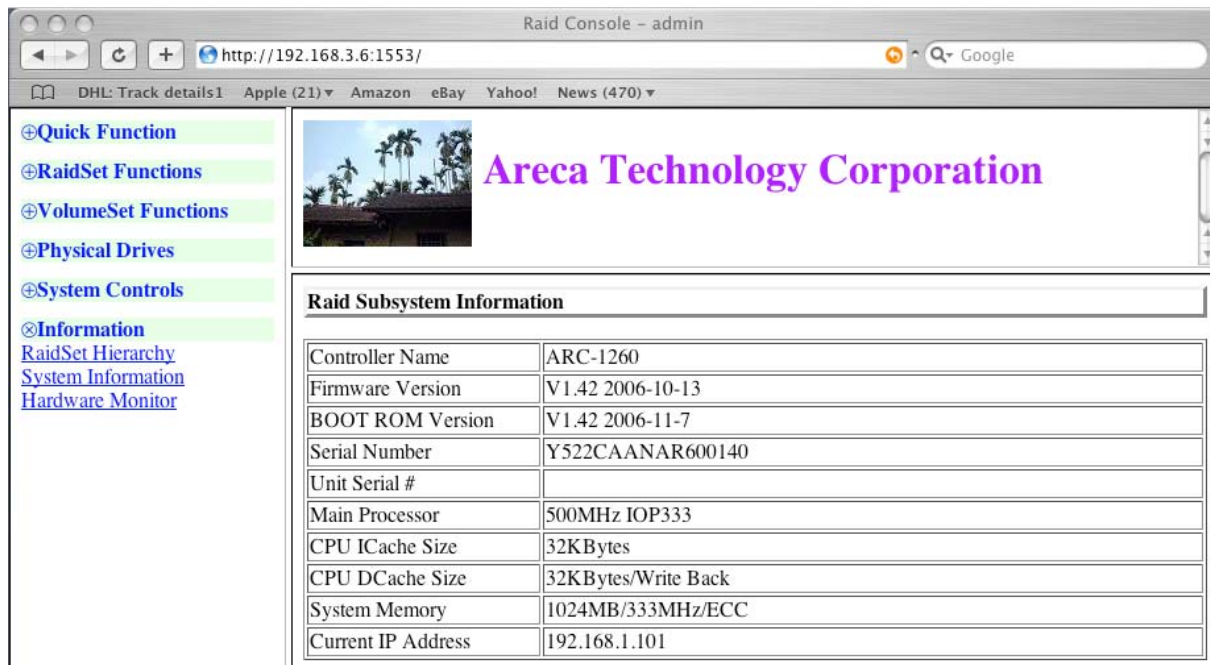 Raid Console – admin
http://192.168.3.6:1553/
Google
DHL: Track details1 Apple (21) Amazon eBay Yahoo! News (470)
Quick Function
RaidSet Functions
VolumeSet Functions
Physical Drives
System Controls
Information
RaidSet Hierarchy
System Information
Hardware Monitor
Areca Technology Corporation
Raid Subsystem Information
Controller Name ARC-1260
Firmware Version V1.42 2006-10-13
BOOT ROM Version V1.42 2006-11-7
Serial Number Y522CAANAR600140
Unit Serial #
Main Processor 500MHz IOP333
CPU ICache Size 32KBytes
CPU DCache Size 32KBytes/Write Back
System Memory 1024MB/333MHz/ECC
Current IP Address 192.168.1.101